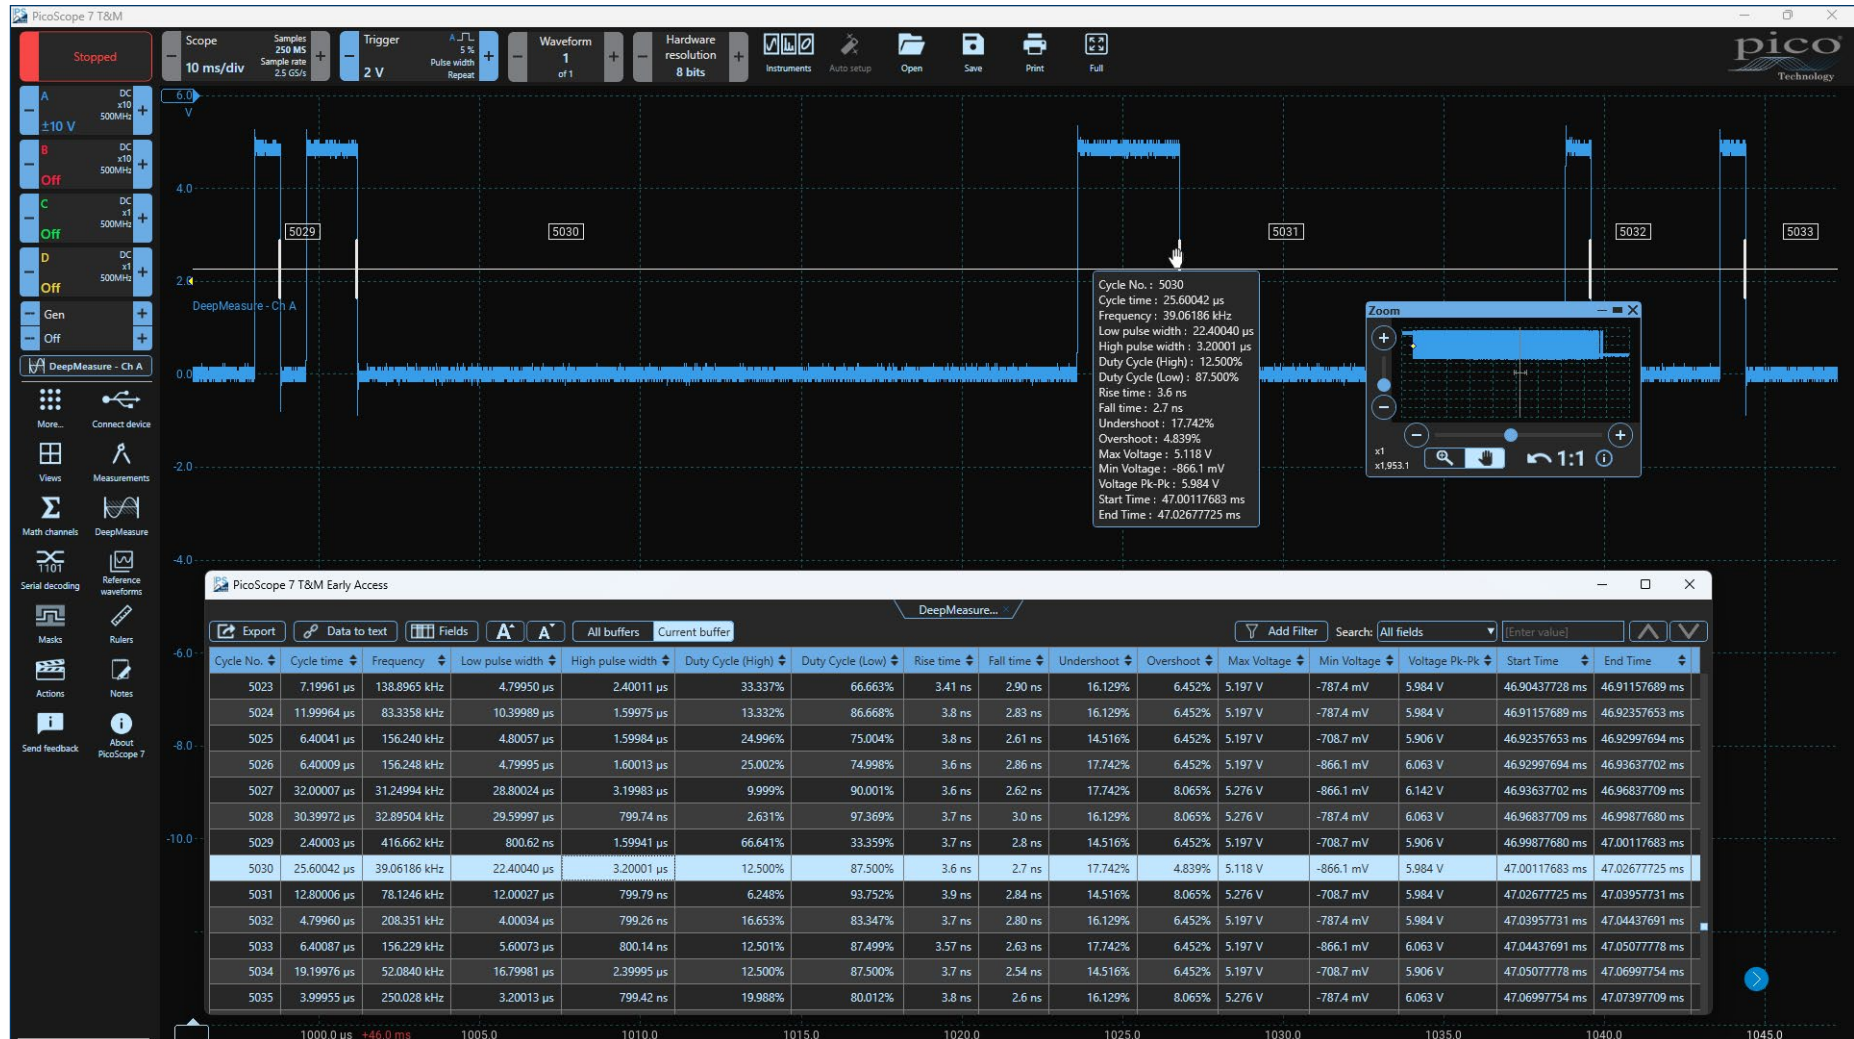 PicoScope 7 T&M
Stopped
Scope
10 ms/div
Samples
250 MS
Sample rate
2.5 GS/s
Trigger
2 V
A
5 %
Pulse width
Repeat
Waveform
1
of 1
Hardware
resolution
8 bits
Instruments
Auto setup
Open
Save
Print
Full
pico
Technology
A
±10 V
DC
x10
500MHz
B
Off
DC
x10
500MHz
C
Off
DC
x1
500MHz
D
Off
DC
x1
500MHz
Gen
Off
DeepMeasure - Ch A
More...
Connect device
Views
Measurements
Math channels
DeepMeasure
1101
Serial decoding
Reference
waveforms
Masks
Rulers
Actions
Notes
Send feedback
About
PicoScope 7
6.0
V
4.0
2.0
0.0
-2.0
-4.0
-6.0
-8.0
-10.0
DeepMeasure - Ch A
5029
5030
5031
5032
5033
Cycle No. : 5030
Cycle time : 25.60042 µs
Frequency : 39.06186 kHz
Low pulse width : 22.40040 µs
High pulse width : 3.20001 µs
Duty Cycle (High) : 12.500%
Duty Cycle (Low) : 87.500%
Rise time : 3.6 ns
Fall time : 2.7 ns
Undershoot : 17.742%
Overshoot : 4.839%
Max Voltage : 5.118 V
Min Voltage : -866.1 mV
Voltage Pk-Pk : 5.984 V
Start Time : 47.00117683 ms
End Time : 47.02677725 ms
Zoom
x1
x1,953.1
1:1
PicoScope 7 T&M Early Access
DeepMeasure...
Export
Data to text
Fields
A
A
All buffers
Current buffer
Add Filter
Search: All fields
[Enter value]
Cycle No. Cycle time Frequency Low pulse width High pulse width Duty Cycle (High) Duty Cycle (Low) Rise time Fall time Undershoot Overshoot Max Voltage Min Voltage Voltage Pk-Pk Start Time End Time
5023 7.19961 µs 138.8965 kHz 4.79950 µs 2.40011 µs 33.337% 66.663% 3.41 ns 2.90 ns 16.129% 6.452% 5.197 V -787.4 mV 5.984 V 46.90437728 ms 46.91157689 ms
5024 11.99964 µs 83.3358 kHz 10.39989 µs 1.59975 µs 13.332% 86.668% 3.8 ns 2.83 ns 16.129% 6.452% 5.197 V -787.4 mV 5.984 V 46.91157689 ms 46.92357653 ms
5025 6.40041 µs 156.240 kHz 4.80057 µs 1.59984 µs 24.996% 75.004% 3.8 ns 2.61 ns 14.516% 6.452% 5.197 V -708.7 mV 5.906 V 46.92357653 ms 46.92997694 ms
5026 6.40009 µs 156.248 kHz 4.79995 µs 1.60013 µs 25.002% 74.998% 3.6 ns 2.86 ns 17.742% 6.452% 5.197 V -866.1 mV 6.063 V 46.92997694 ms 46.93637702 ms
5027 32.00007 µs 31.24994 kHz 28.80024 µs 3.19983 µs 9.999% 90.001% 3.6 ns 2.62 ns 17.742% 8.065% 5.276 V -866.1 mV 6.142 V 46.93637702 ms 46.96837709 ms
5028 30.39972 µs 32.89504 kHz 29.59997 µs 799.74 ns 2.631% 97.369% 3.7 ns 3.0 ns 16.129% 8.065% 5.276 V -787.4 mV 6.063 V 46.96837709 ms 46.99877680 ms
5029 2.40003 µs 416.662 kHz 800.62 ns 1.59941 µs 66.641% 33.359% 3.7 ns 2.8 ns 14.516% 6.452% 5.197 V -708.7 mV 5.906 V 46.99877680 ms 47.00117683 ms
5030 25.60042 µs 39.06186 kHz 22.40040 µs 3.20001 µs 12.500% 87.500% 3.6 ns 2.7 ns 17.742% 4.839% 5.118 V -866.1 mV 5.984 V 47.00117683 ms 47.02677725 ms
5031 12.80006 µs 78.1246 kHz 12.00027 µs 799.79 ns 6.248% 93.752% 3.9 ns 2.84 ns 14.516% 8.065% 5.276 V -708.7 mV 5.984 V 47.02677725 ms 47.03957731 ms
5032 4.79960 µs 208.351 kHz 4.00034 µs 799.26 ns 16.653% 83.347% 3.7 ns 2.80 ns 16.129% 6.452% 5.197 V -787.4 mV 5.984 V 47.03957731 ms 47.04437691 ms
5033 6.40087 µs 156.229 kHz 5.60073 µs 800.14 ns 12.501% 87.499% 3.57 ns 2.63 ns 17.742% 6.452% 5.197 V -866.1 mV 6.063 V 47.04437691 ms 47.05077778 ms
5034 19.19976 µs 52.0840 kHz 16.79981 µs 2.39995 µs 12.500% 87.500% 3.7 ns 2.54 ns 14.516% 6.452% 5.197 V -708.7 mV 5.906 V 47.05077778 ms 47.06997754 ms
5035 3.99955 µs 250.028 kHz 3.20013 µs 799.42 ns 19.988% 80.012% 3.8 ns 2.6 ns 16.129% 8.065% 5.276 V -787.4 mV 6.063 V 47.06997754 ms 47.07397709 ms
1000.0 µs +46.0 ms 1005.0 1010.0 1015.0 1020.0 1025.0 1030.0 1035.0 1040.0 1045.0